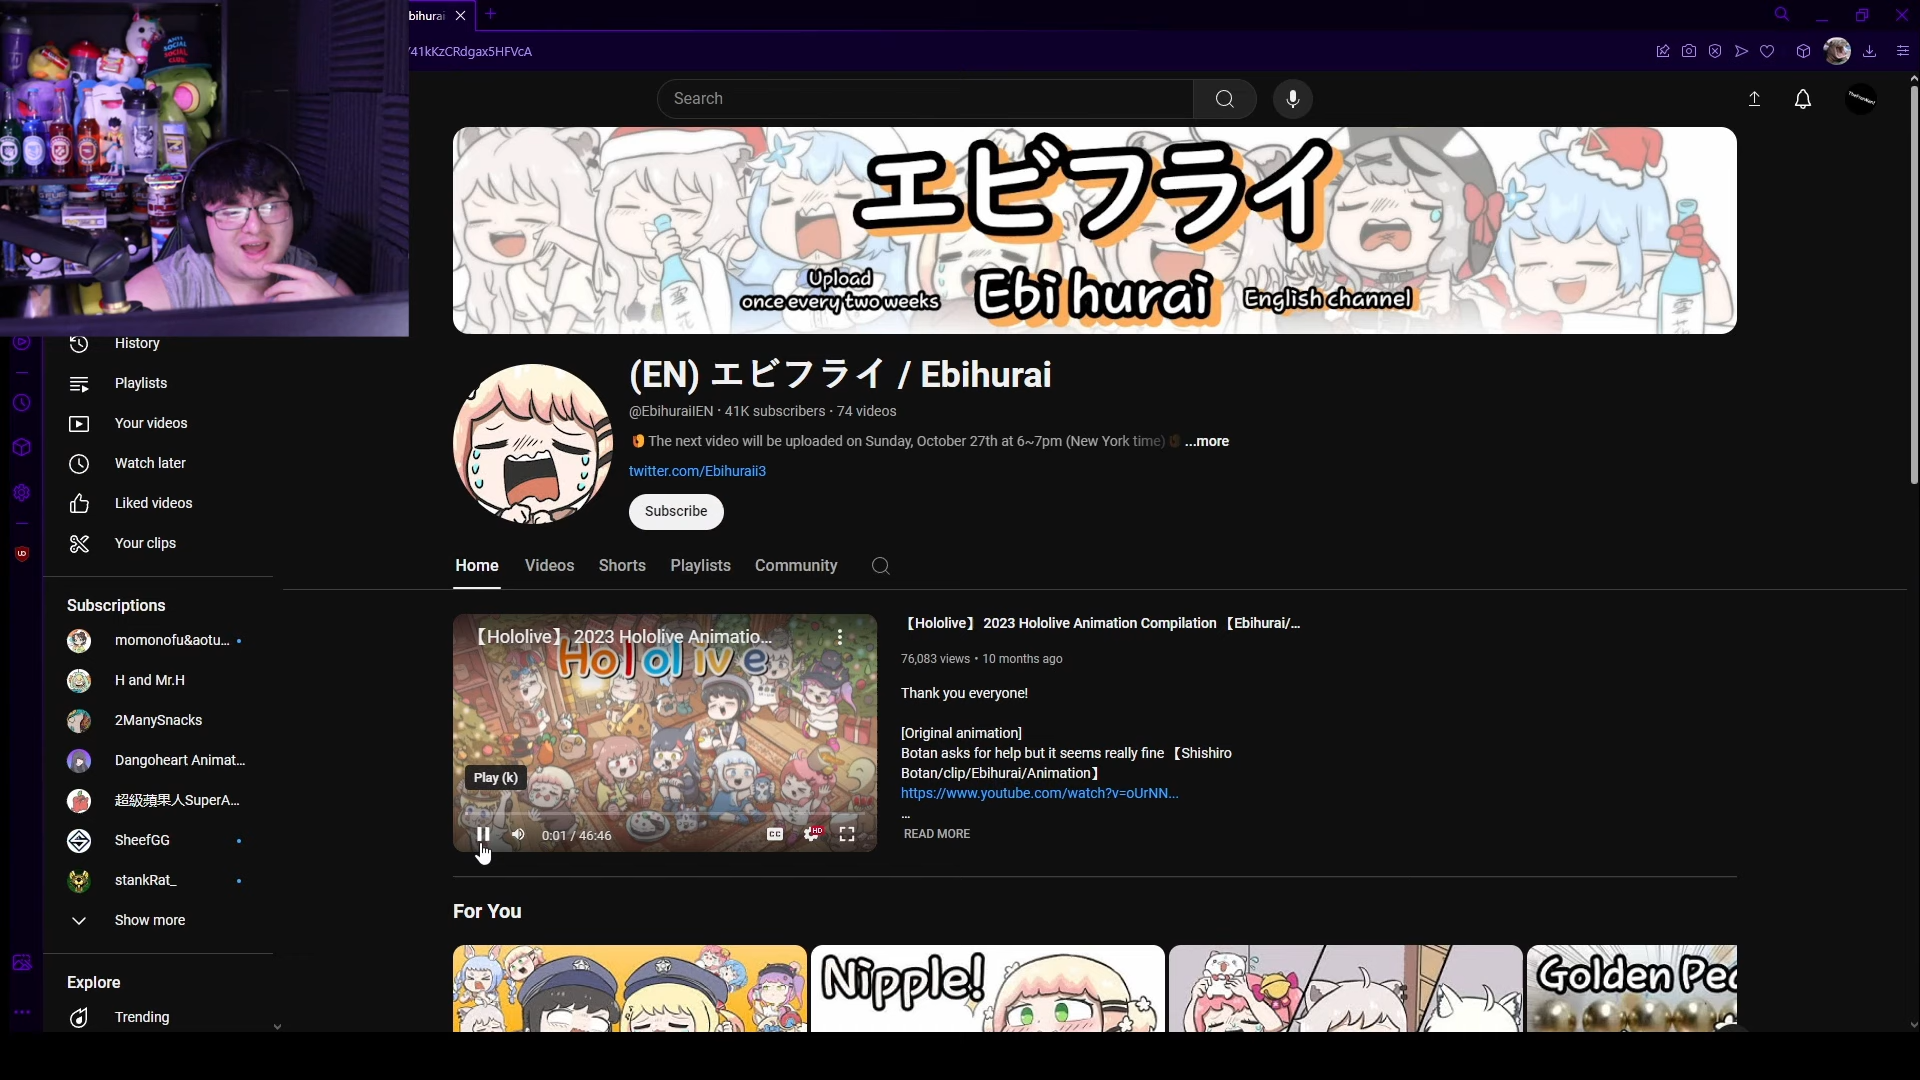 bihurai
/41kKzCRdgax5HFVcA
ANTI SOCIAL SOCIAL CLUB
Search
エビフライ
Upload
once every two weeks
Ebi hurai
English channel
History
Playlists
Your videos
Watch later
Liked videos
Your clips
Subscriptions
momonofu&aotu...
H and Mr.H
2ManySnacks
Dangoheart Animat...
超級蘋果人SuperA...
SheefGG
stankRat_
Show more
Explore
Trending
(EN) エビフライ / Ebihurai
@EbihuraiIEN · 41K subscribers · 74 videos
The next video will be uploaded on Sunday, October 27th at 6~7pm (New York time) ...more
twitter.com/Ebihuraii3
Subscribe
Home Videos Shorts Playlists Community
【Hololive】 2023 Hololive Animatio...
Hololive
Play (k)
0:01 / 46:46
CC
HD
【Hololive】 2023 Hololive Animation Compilation 【Ebihurai/...
76,083 views · 10 months ago
Thank you everyone!
[Original animation]
Botan asks for help but it seems really fine【Shishiro
Botan/clip/Ebihurai/Animation】
https://www.youtube.com/watch?v=oUrNN...
...
READ MORE
For You
Nipple!
Golden Pea